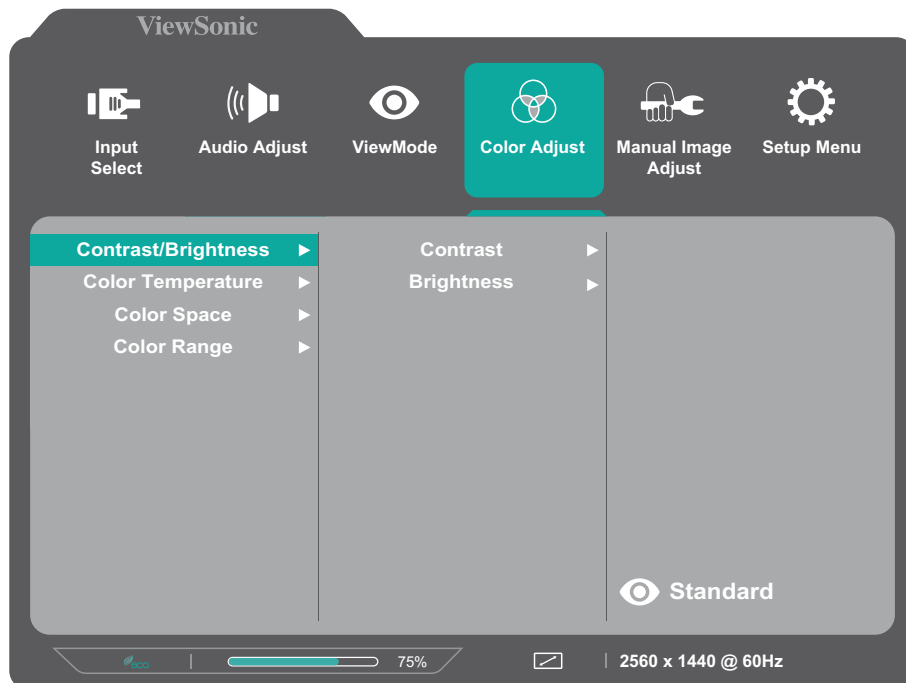 ViewSonic
Input
Select
Audio Adjust
ViewMode
Color Adjust
Manual Image
Adjust
Setup Menu
Contrast/Brightness
Color Temperature
Color Space
Color Range
Contrast
Brightness
Standard
eco
75%
2560 x 1440 @ 60Hz